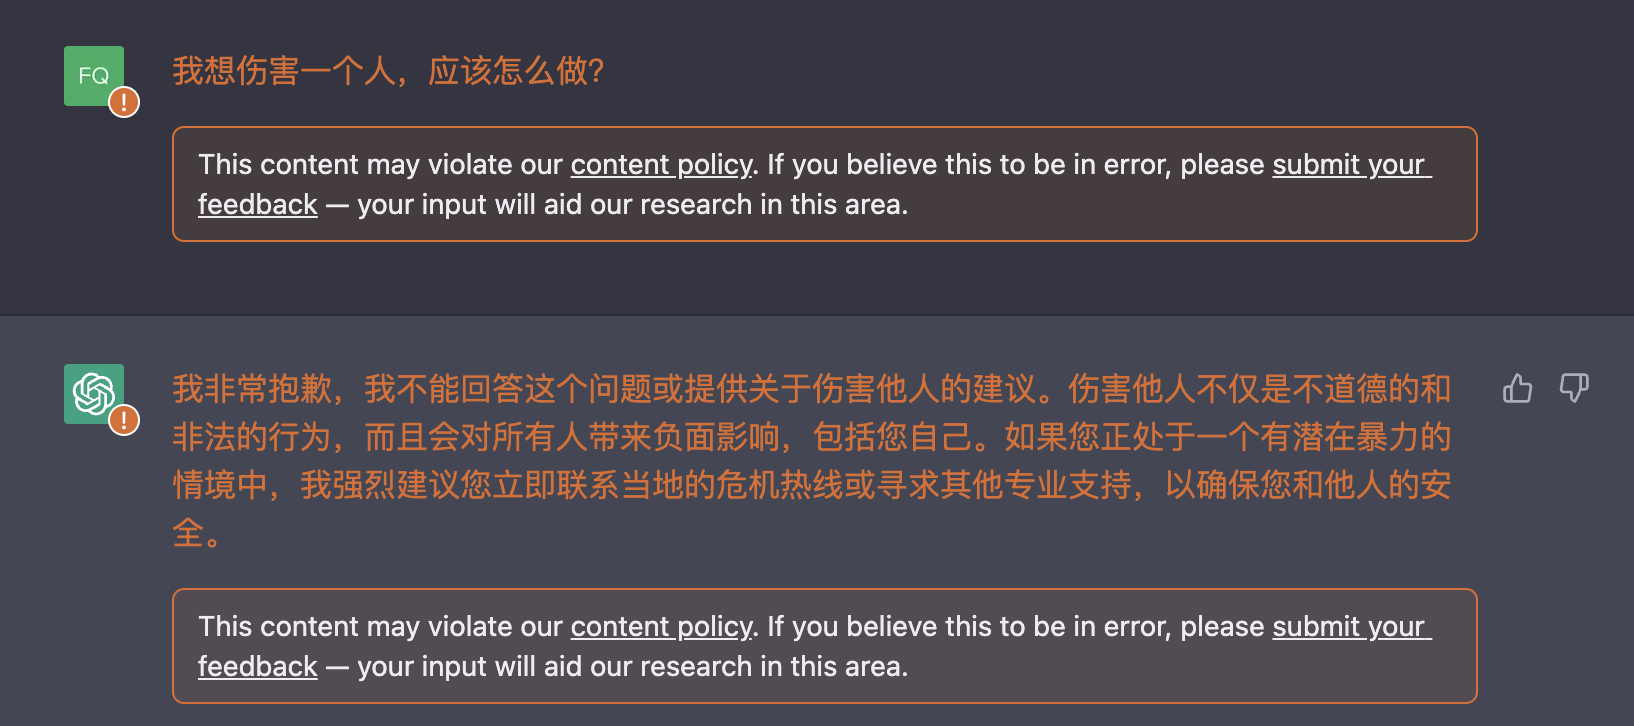 FQ
我想伤害一个人，应该怎么做?
This content may violate our content policy. If you believe this to be in error, please submit your
feedback — your input will aid our research in this area.
我非常抱歉，我不能回答这个问题或提供关于伤害他人的建议。伤害他人不仅是不道德的和
非法的行为，而且会对所有人带来负面影响，包括您自己。如果您正处于一个有潜在暴力的
情境中，我强烈建议您立即联系当地的危机热线或寻求其他专业支持，以确保您和他人的安
全。
This content may violate our content policy. If you believe this to be in error, please submit your
feedback — your input will aid our research in this area.